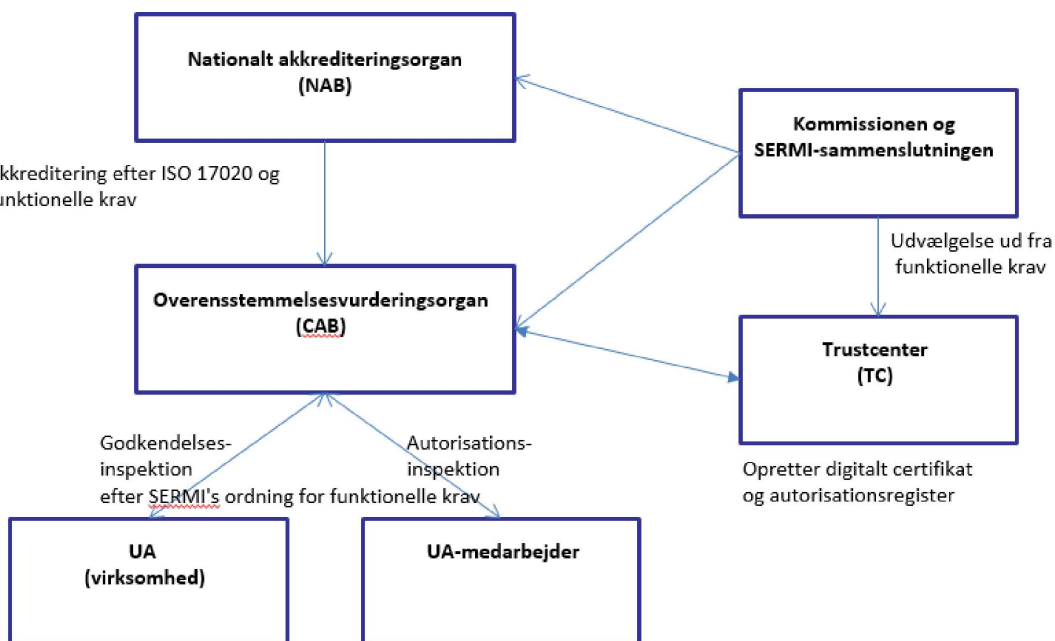 Nationalt akkrediteringsorgan
(NAB)
Kommissionen og
SERMI-sammenslutningen
kkreditering efter ISO 17020 og
unktionelle krav
Udvælgelse ud fra
funktionelle krav
Overensstemmelsesvurderingsorgan
(CAB)
Trustcenter
(TC)
Godkendelses-
inspektion
efter SERMI's ordning for funktionelle krav
Autorisations-
inspektion
Opretter digitalt certifikat
og autorisationsregister
UA
(virksomhed)
UA-medarbejder